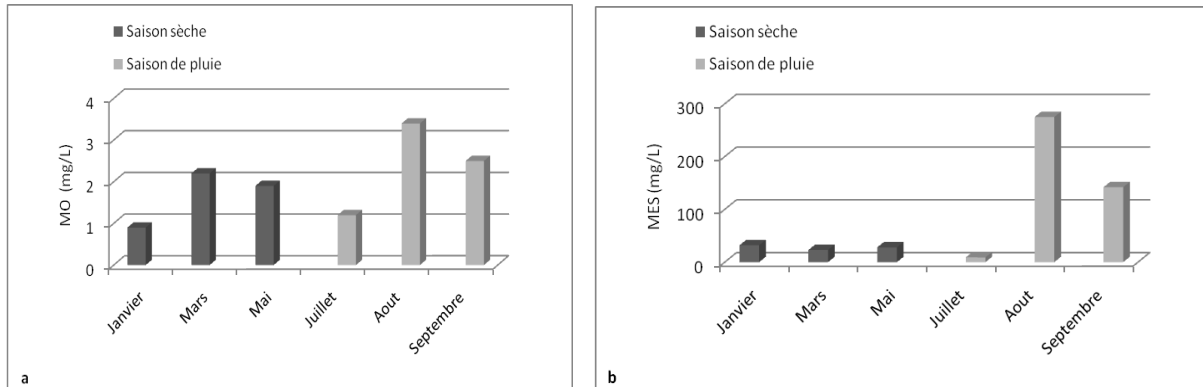 Saison sèche
Saison de pluie
MO (mg/L)
4
3
2
1
0
Janvier
Mars
Mai
Juillet
Aout
Septembre
a
Saison sèche
Saison de pluie
MES (mg/L)
300
200
100
0
Janvier
Mars
Mai
Juillet
Aout
Septembre
b